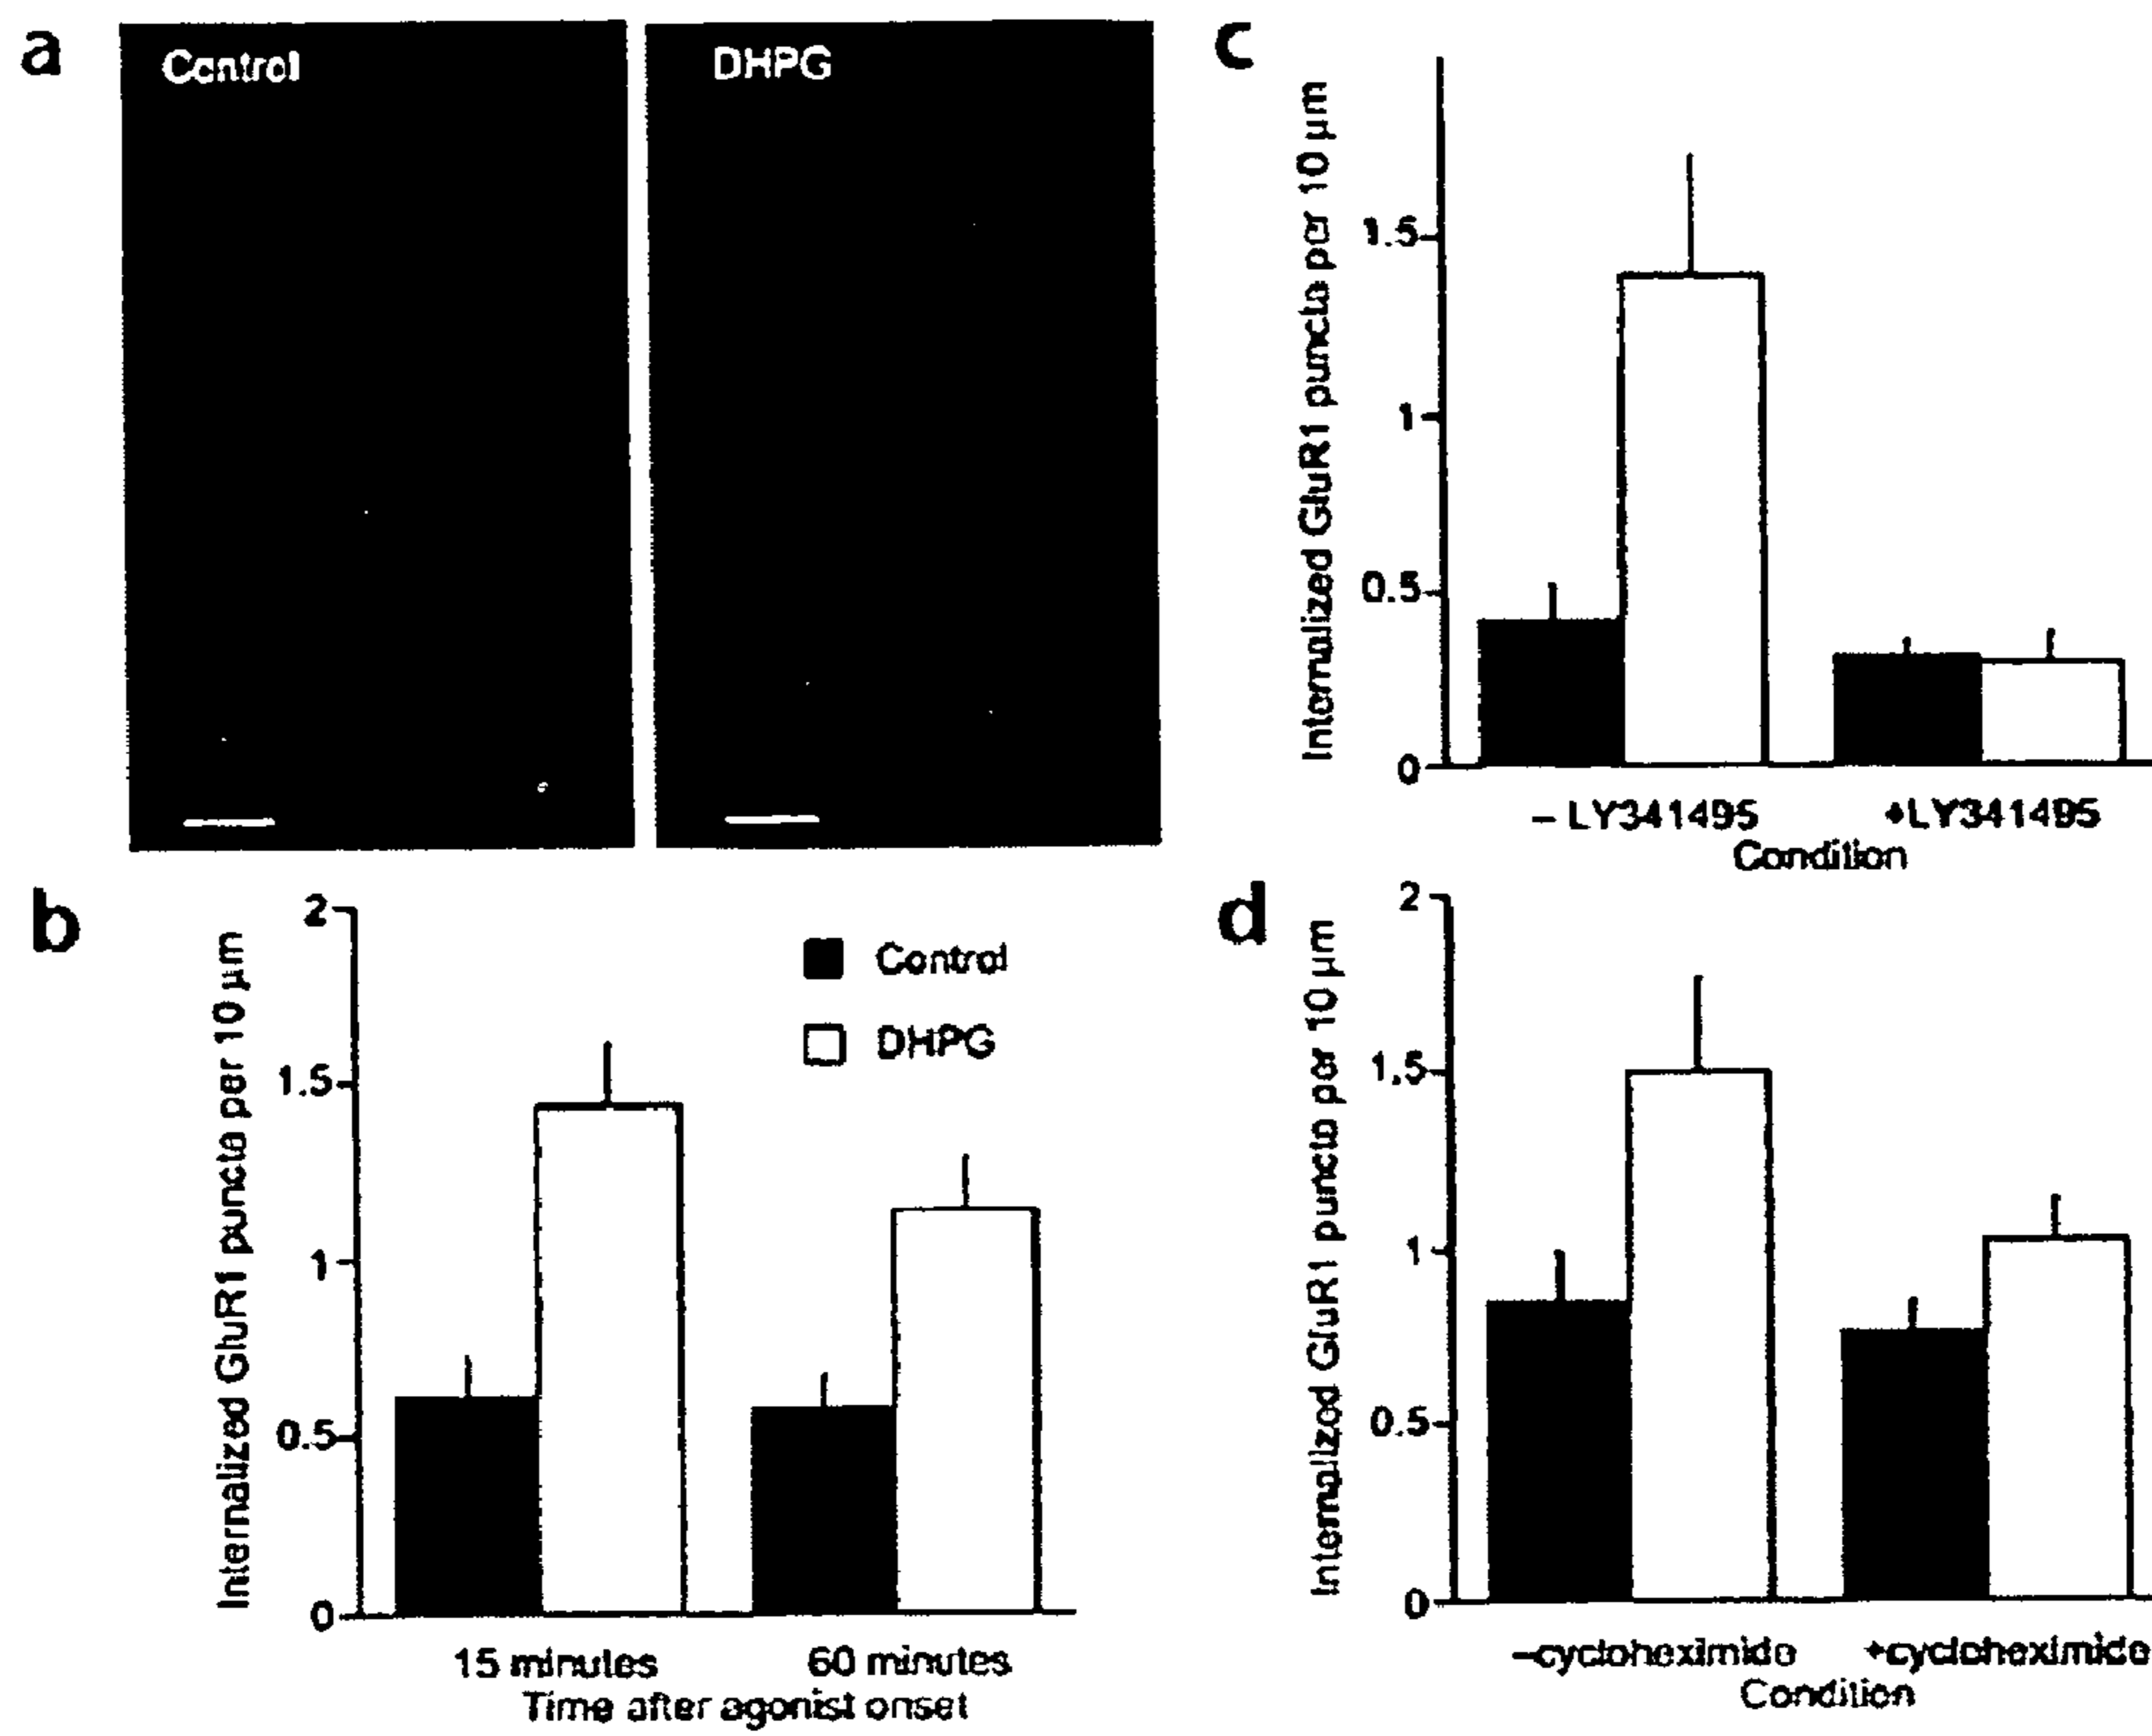 a
Control
DHPG
b
Internalized GluR1 puncta per 10 µm
2
1.5
1
0.5
0
Control
DHPG
15 minutes
60 minutes
Time after agonist onset
c
Internalized GluR1 puncta per 10 µm
1.5
1
0.5
0
– LY341495
+LY341495
Condition
d
Internalized GluR1 puncta per 10 µm
2
1.5
1
0.5
0
–cycloheximide
+cycloheximide
Condition